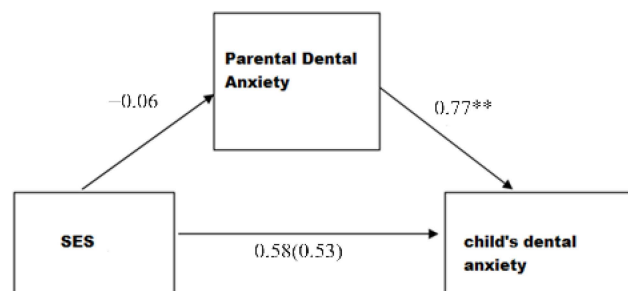 Parental Dental
Anxiety
−0.06
0.77**
SES
0.58(0.53)
child's dental
anxiety